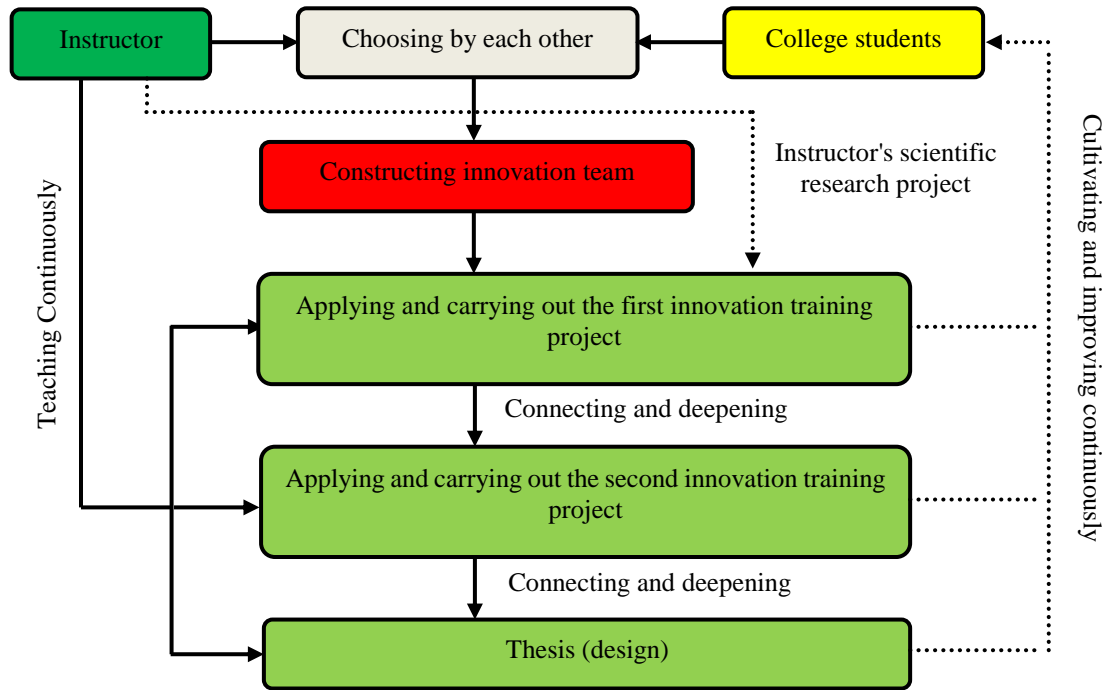 Instructor
Choosing by each other
College students
Constructing innovation team
Instructor's scientific
research project
Applying and carrying out the first innovation training
project
Connecting and deepening
Applying and carrying out the second innovation training
project
Connecting and deepening
Thesis (design)
Teaching Continuously
Cultivating and improving continuously